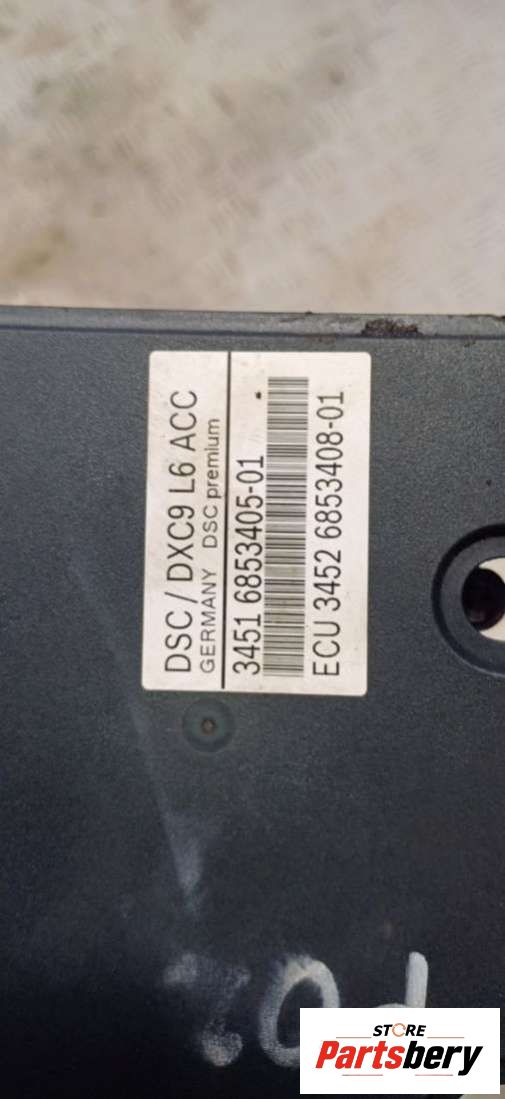 DSC / DXC9 L6 ACC
GERMANY DSC premium
3451 6853405-01
ECU 3452 6853408-01
STORE
Partsbery